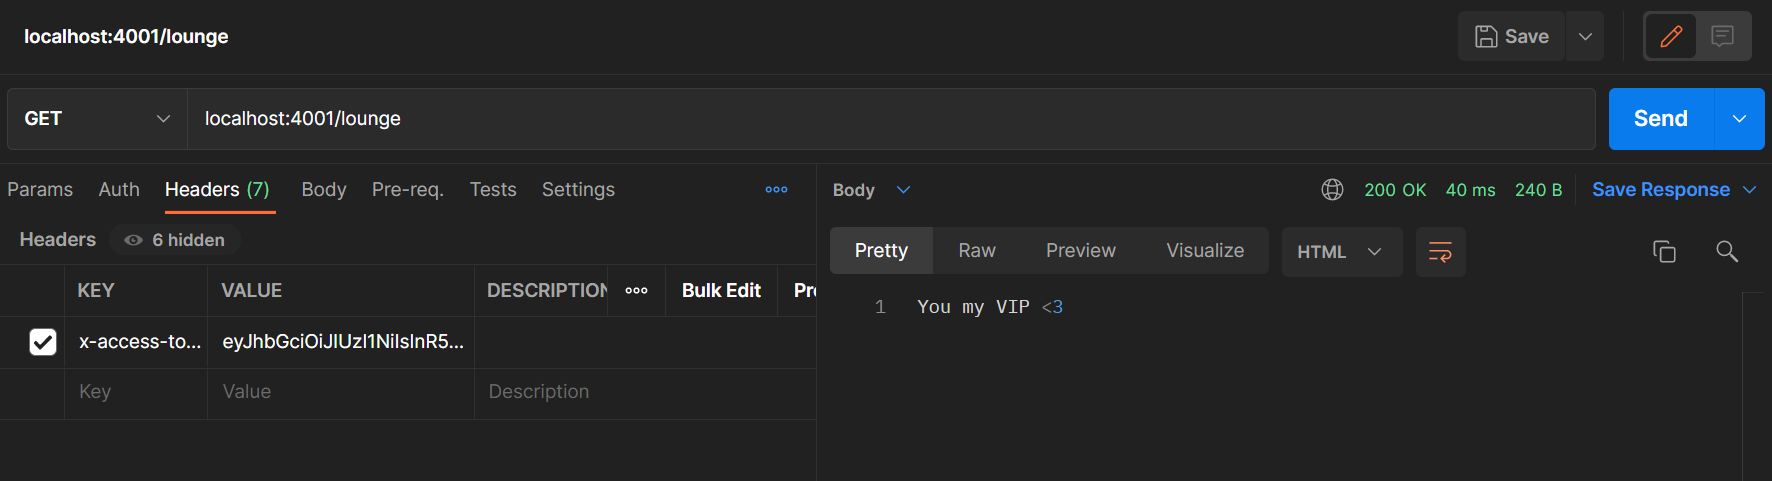 localhost:4001/lounge
Save
GET
localhost:4001/lounge
Send
Params Auth Headers (7) Body Pre-req. Tests Settings
Body
200 OK 40 ms 240 B Save Response
Headers 6 hidden
Pretty Raw Preview Visualize HTML
KEY VALUE DESCRIPTION Bulk Edit Pre
1 You my VIP <3
x-access-to... eyJhbGciOiJIUzI1NiIsInR5...
Key Value Description